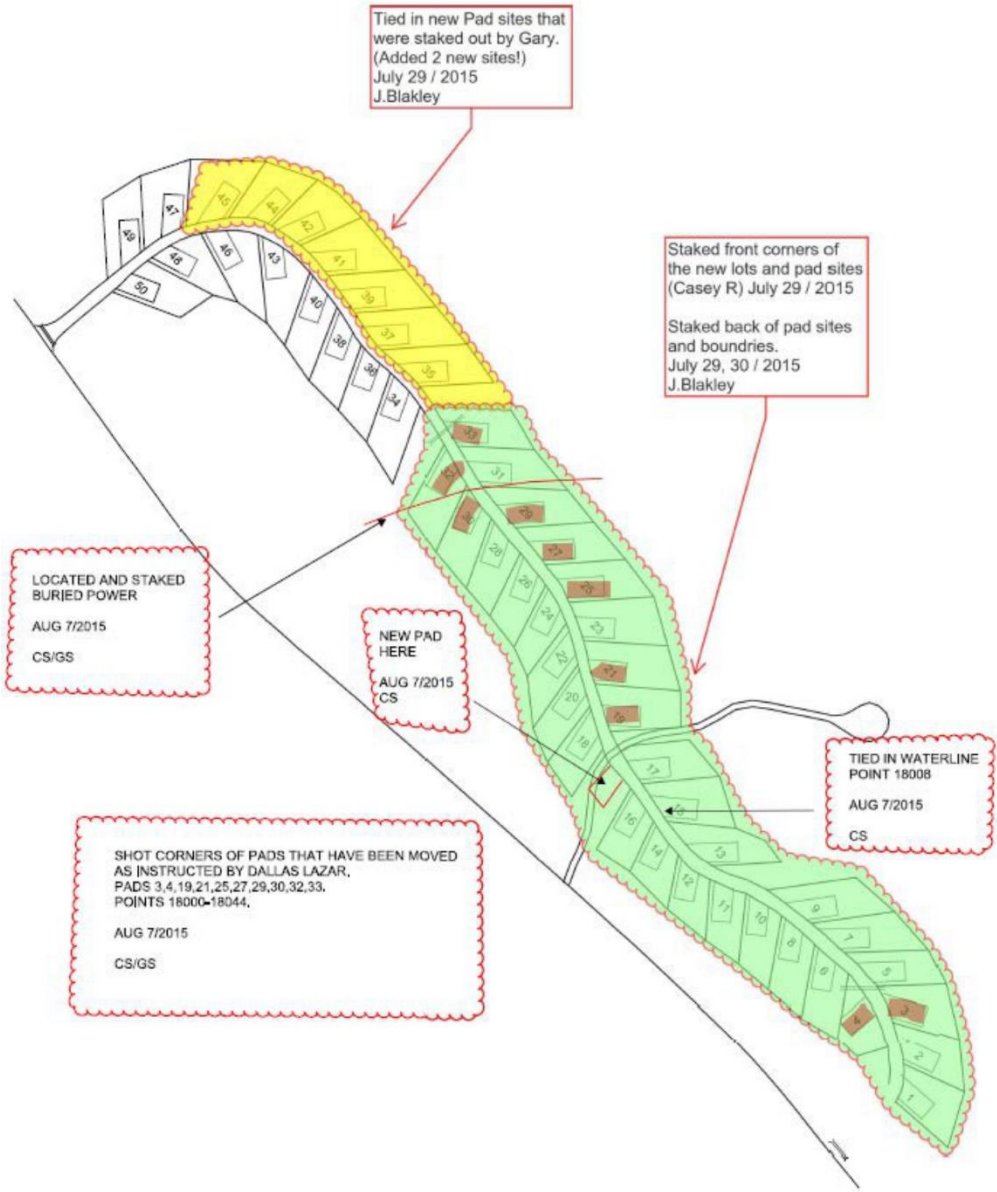 Tied in new Pad sites that
were staked out by Gary.
(Added 2 new sites!)
July 29 / 2015
J.Blakley
Staked front corners of
the new lots and pad sites
(Casey R) July 29 / 2015
Staked back of pad sites
and boundries.
July 29, 30 / 2015
J.Blakley
LOCATED AND STAKED
BURIED POWER
AUG 7/2015
CS/GS
NEW PAD
HERE
AUG 7/2015
CS
TIED IN WATERLINE
POINT 18008
AUG 7/2015
CS
SHOT CORNERS OF PADS THAT HAVE BEEN MOVED
AS INSTRUCTED BY DALLAS LAZAR.
PADS 3,4,19,21,25,27,29,30,32,33.
POINTS 18000-18044.
AUG 7/2015
CS/GS
49
47
45
44
42
41
39
37
35
50
48
46
43
40
38
36
34
33
32
31
30
29
28
27
26
25
24
23
22
21
20
19
18
17
16
15
14
13
12
11
10
9
8
7
6
5
4
3
2
1